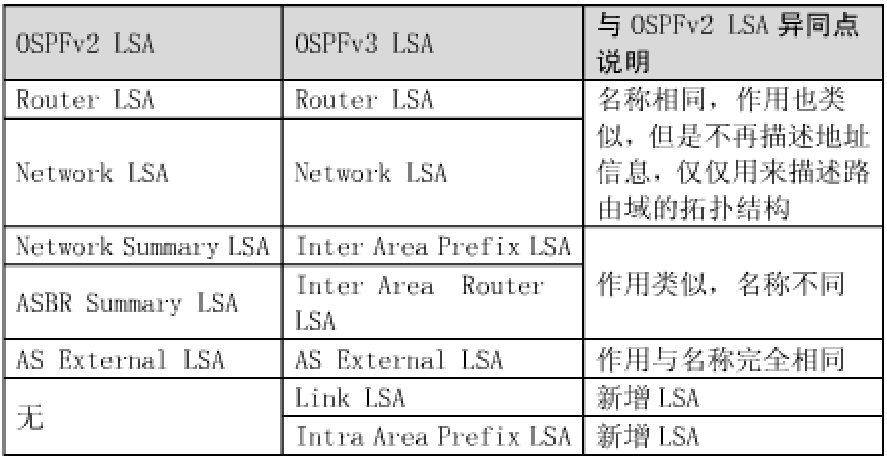 OSPFv2 LSA
OSPFv3 LSA
与 OSPFv2 LSA 异同点
说明
Router LSA
Router LSA
名称相同，作用也类
似，但是不再描述地址
信息，仅仅用来描述路
由域的拓扑结构
Network LSA
Network LSA
Network Summary LSA
Inter Area Prefix LSA
作用类似，名称不同
ASBR Summary LSA
Inter Area Router
LSA
AS External LSA
AS External LSA
作用与名称完全相同
无
Link LSA
新增 LSA
Intra Area Prefix LSA
新增 LSA